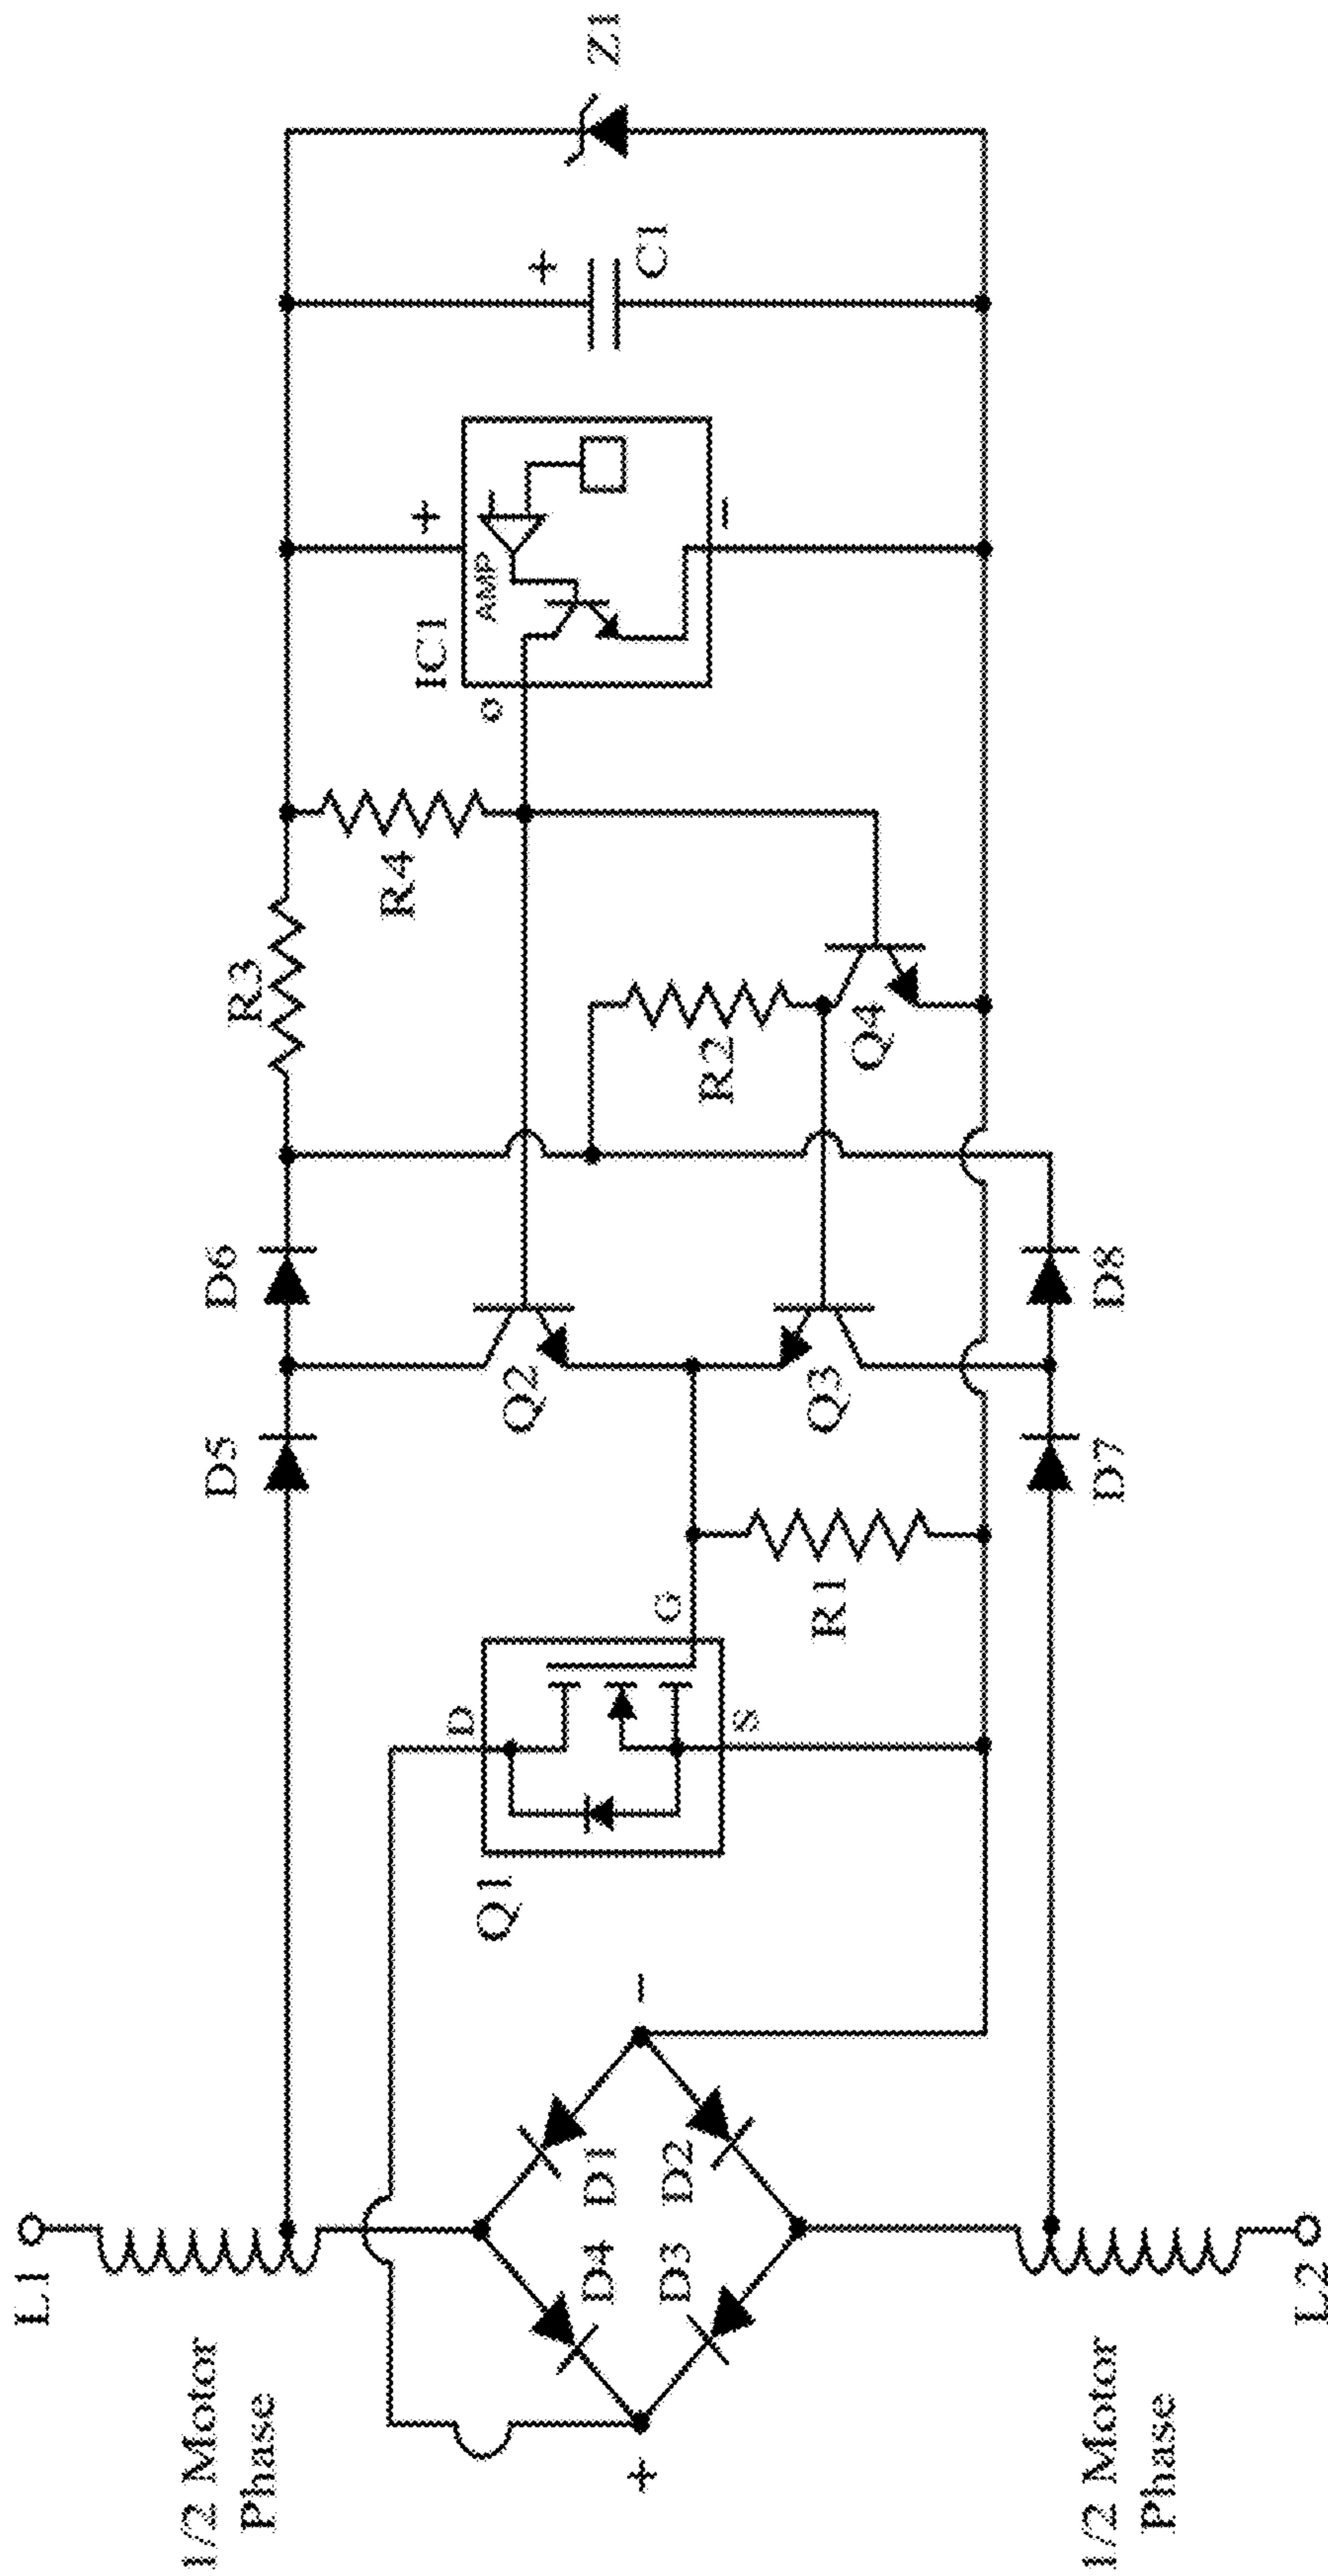 L1
1/2 Motor
Phase
D5
D6
R3
R4
IC1
AMP
+
-
O
+
C1
Z1
Q1
D
G
S
Q2
Q3
R1
R2
Q4
D4
D1
D3
D2
+
-
D7
D8
1/2 Motor
Phase
L2